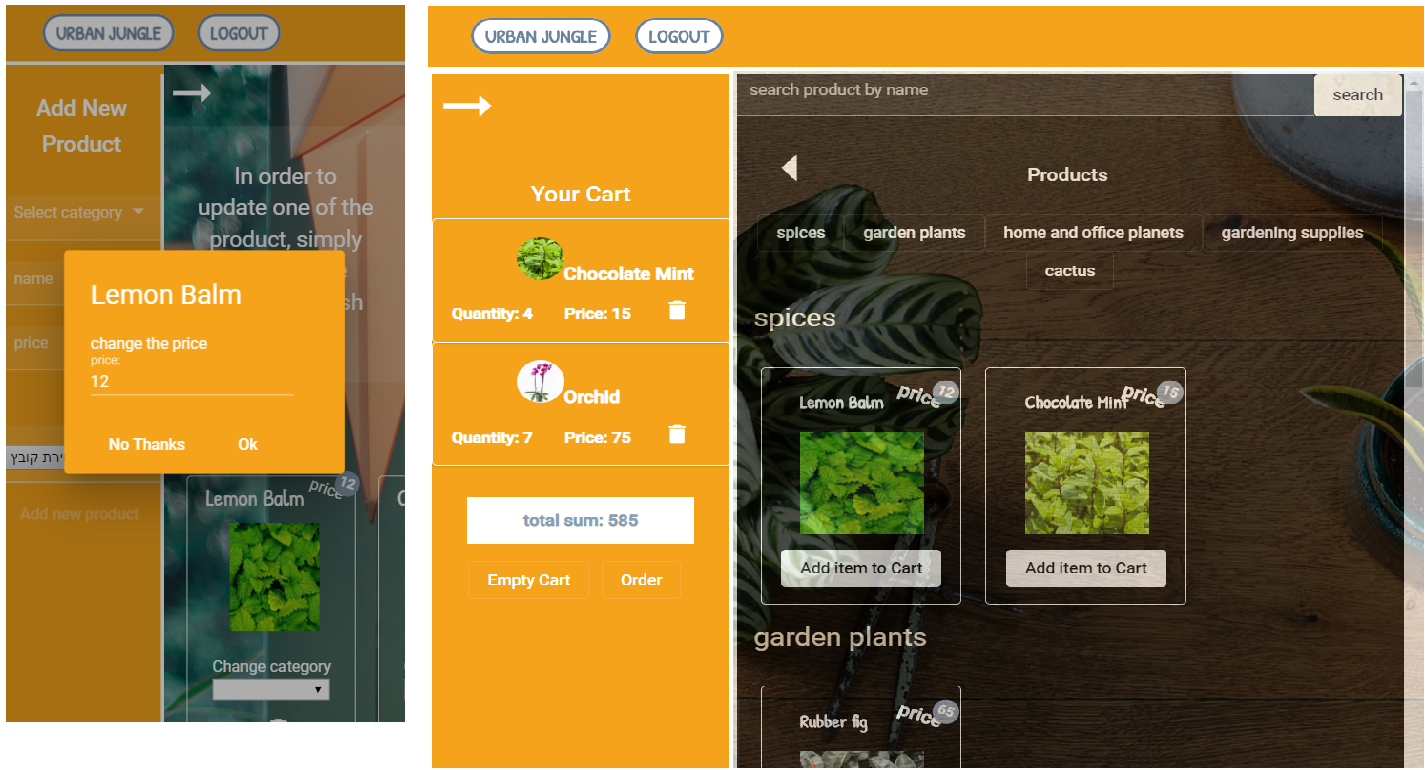 URBAN JUNGLE
LOGOUT
Add New
Product
Select category
name
price
In order to
update one of the
product, simply
sh
Lemon Balm
change the price
price:
12
No Thanks
Ok
ירת קובץ
Add new product
Lemon Balm
price 12
C
Change category
URBAN JUNGLE
LOGOUT
Your Cart
Chocolate Mint
Quantity: 4
Price: 15
Orchid
Quantity: 7
Price: 75
total sum: 585
Empty Cart
Order
search product by name
search
Products
spices
garden plants
home and office planets
gardening supplies
cactus
spices
Lemon Balm
price 12
Add item to Cart
Chocolate Mint
price 15
Add item to Cart
garden plants
Rubber fig
price 65